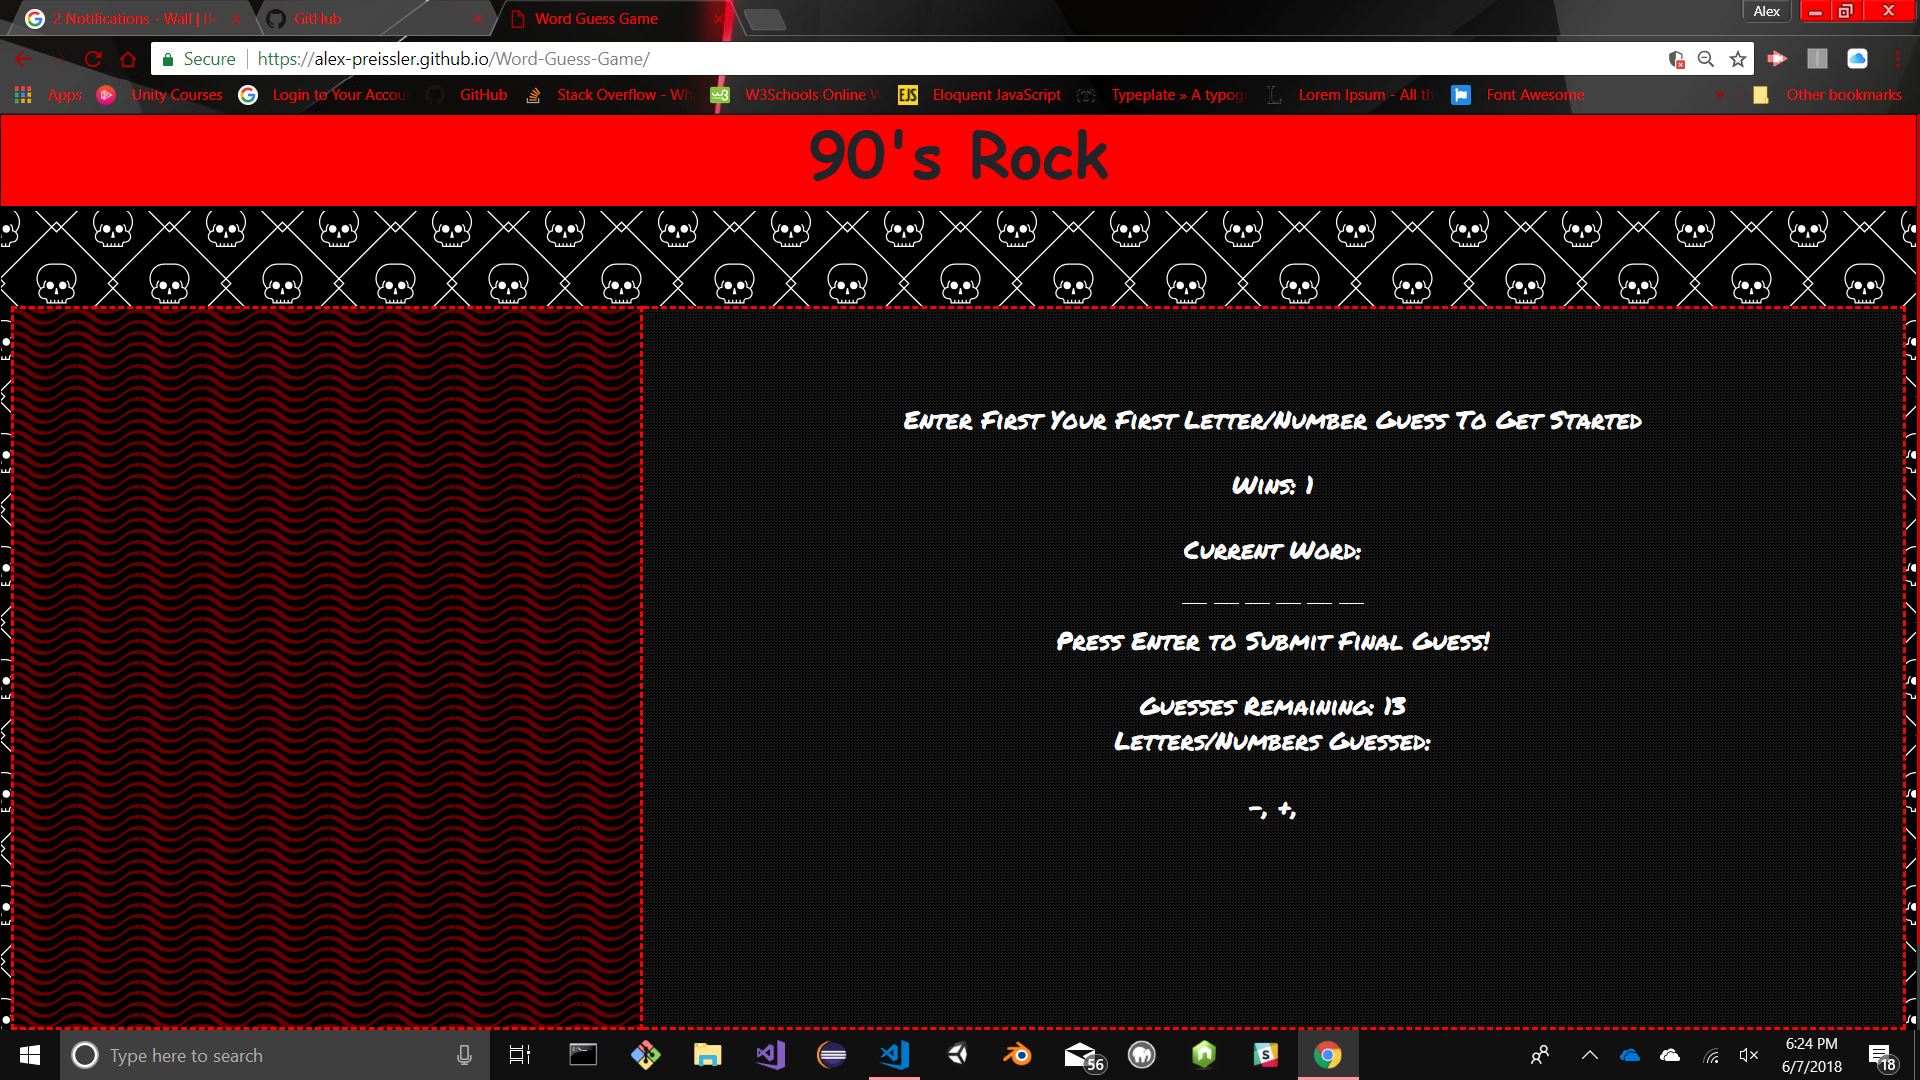 2 Notifications - Wall | B
GitHub
Word Guess Game
Alex
Secure
https://alex-preissler.github.io/Word-Guess-Game/
Apps
Unity Courses
Login to Your Accou
GitHub
Stack Overflow - Wh
W3Schools Online W
EJS
Eloquent JavaScript
Typeplate » A typog
Lorem Ipsum - All th
Font Awesome
»
Other bookmarks
90's Rock
Enter First Your First Letter/Number Guess To Get Started
Wins: 1
Current Word:
_ _ _ _ _ _
Press Enter to Submit Final Guess!
Guesses Remaining: 13
Letters/Numbers Guessed:
-, +,
Type here to search
56
6:24 PM
6/7/2018
18